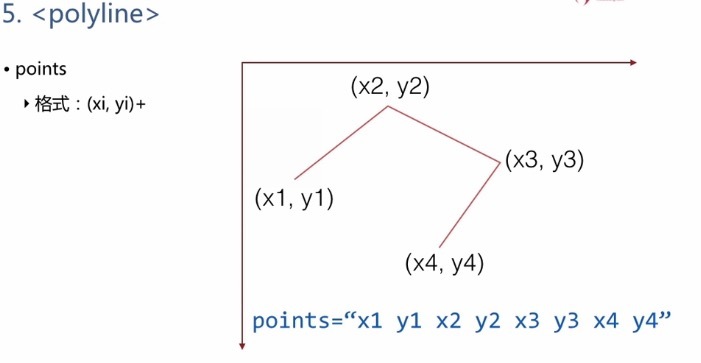 5. <polyline>
• points
格式：(xi, yi)+
(x2, y2)
(x3, y3)
(x1, y1)
(x4, y4)
points=“x1 y1 x2 y2 x3 y3 x4 y4”